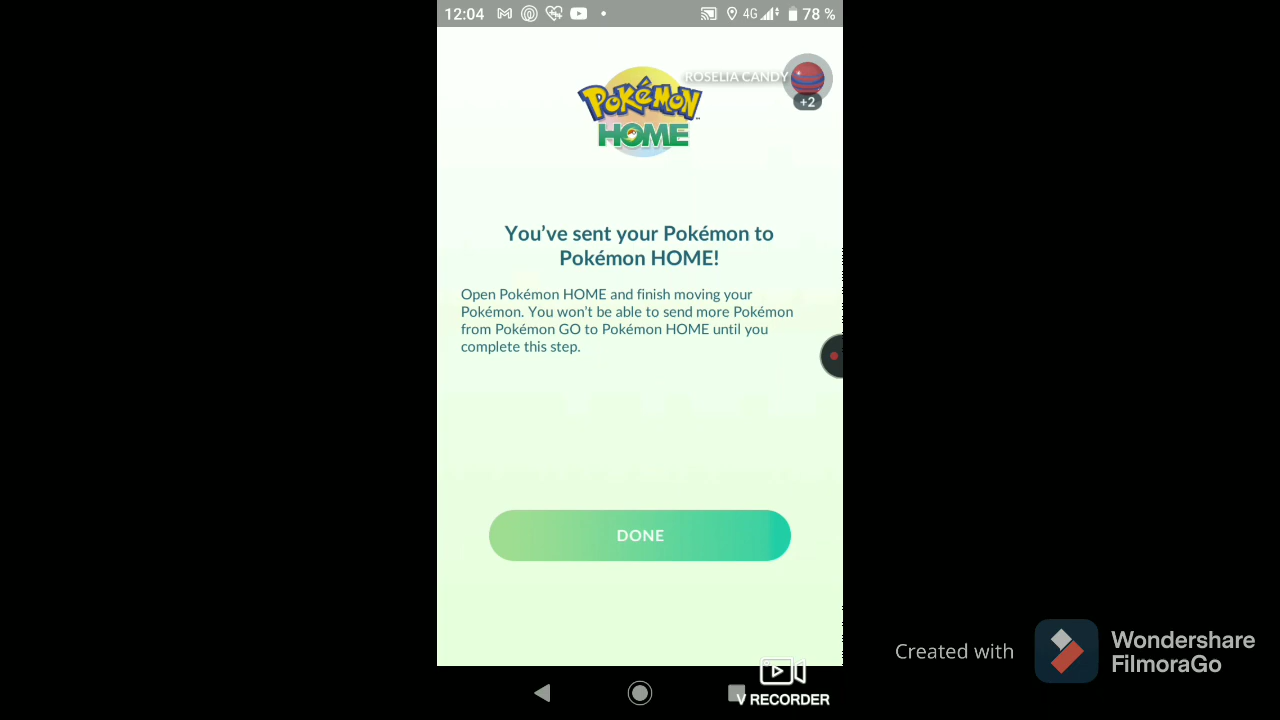 12:04 4G 78 %
ROSELIA CANDY
+2
POKéMON
HOME
You've sent your Pokémon to
Pokémon HOME!
Open Pokémon HOME and finish moving your
Pokémon. You won't be able to send more Pokémon
from Pokémon GO to Pokémon HOME until you
complete this step.
DONE
V RECORDER
Created with
Wondershare
FilmoraGo